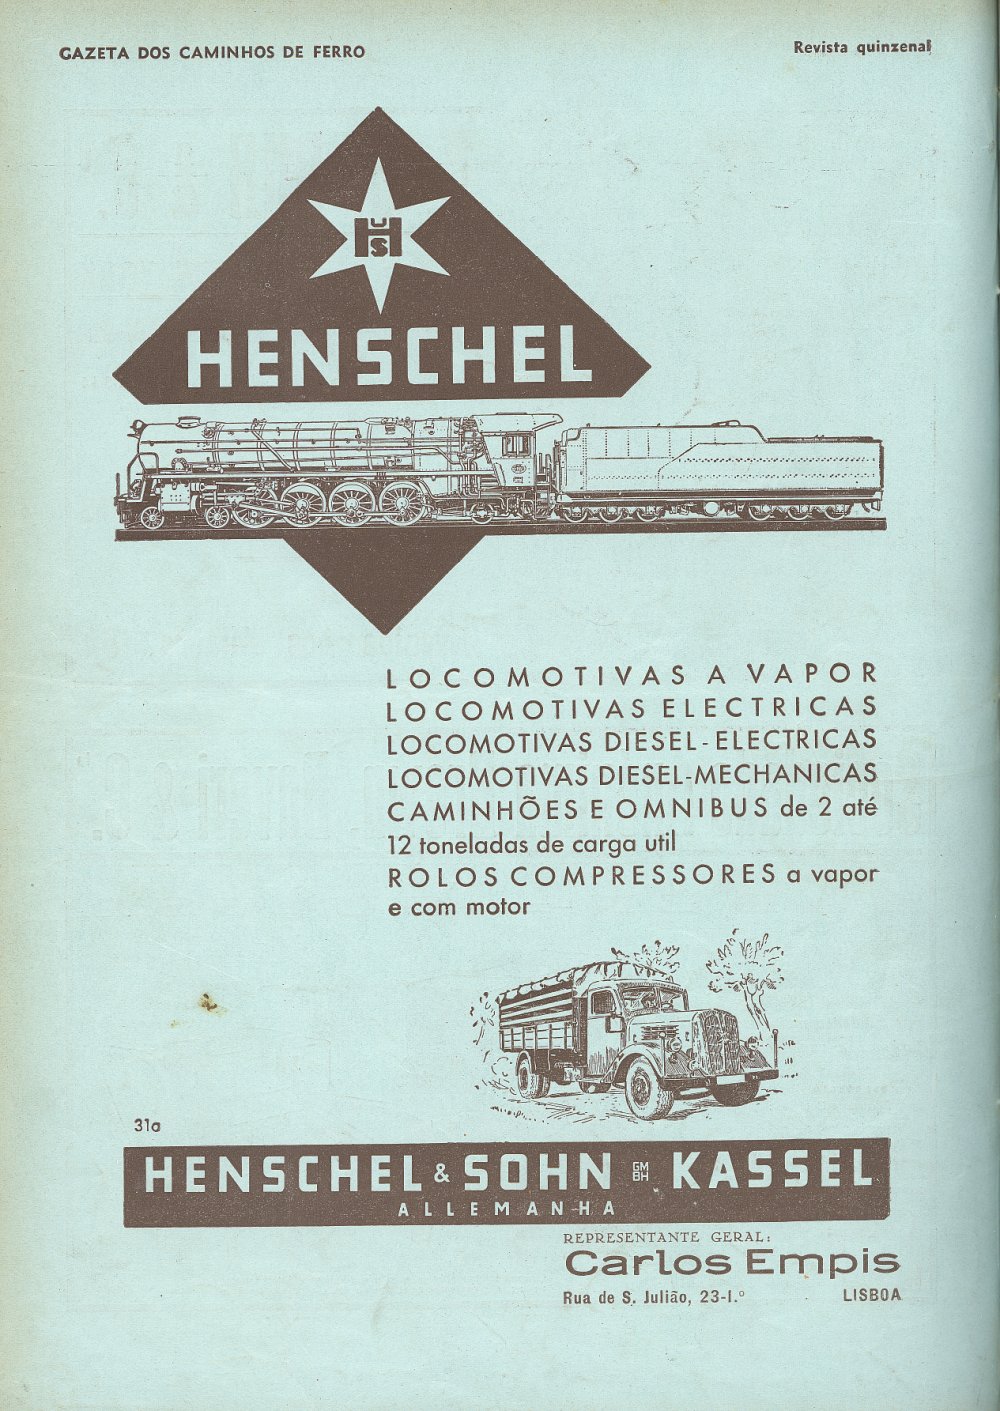 GAZETA DOS CAMINHOS DE FERRO
Revista quinzenal
HUS
HENSCHEL
LOCOMOTIVAS A VAPOR
LOCOMOTIVAS ELECTRICAS
LOCOMOTIVAS DIESEL-ELECTRICAS
LOCOMOTIVAS DIESEL-MECHANICAS
CAMINHÕES E OMNIBUS de 2 até
12 toneladas de carga util
ROLOS COMPRESSORES a vapor
e com motor
31a
HENSCHEL & SOHN GMBH KASSEL
ALLEMANHA
REPRESENTANTE GERAL:
Carlos Empis
Rua de S. Julião, 23-1.º LISBOA